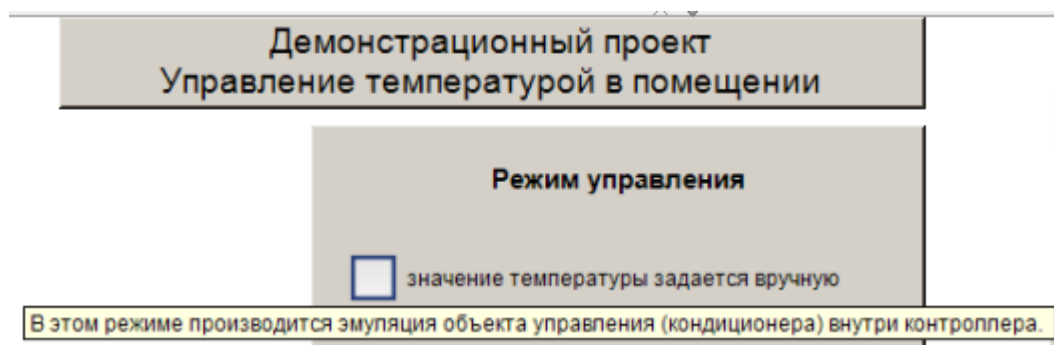 Демонстрационный проект
Управление температурой в помещении
Режим управления
значение температуры задается вручную
В этом режиме производится эмуляция объекта управления (кондиционера) внутри контроллера.